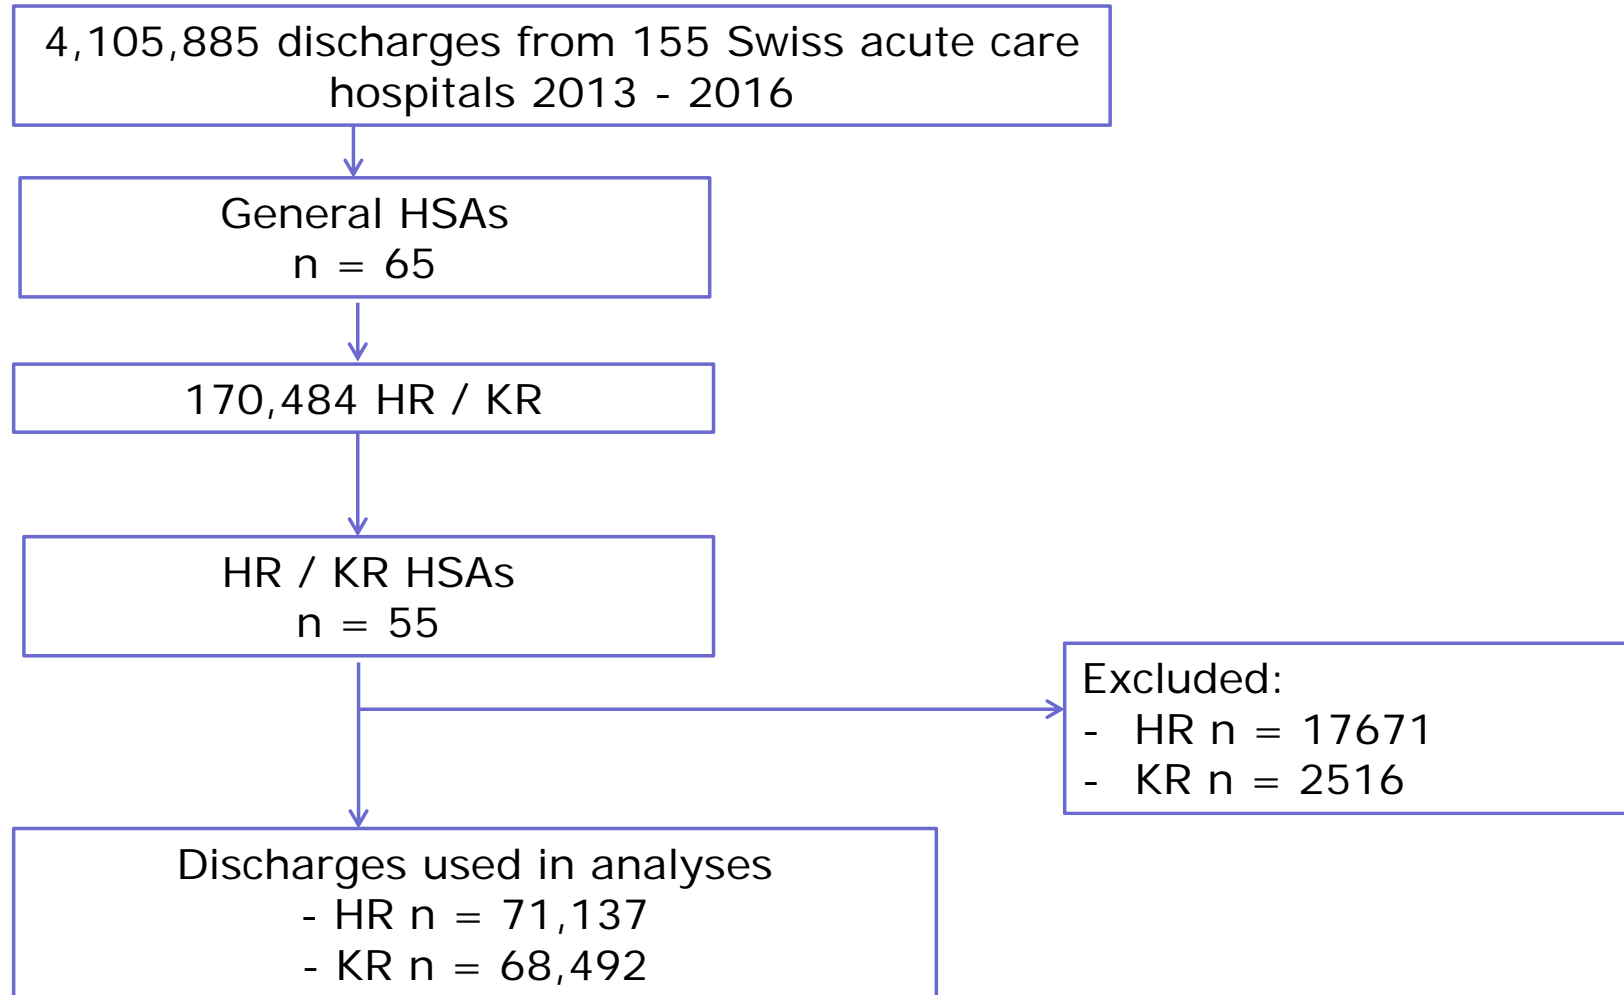 4,105,885 discharges from 155 Swiss acute care
hospitals 2013 - 2016
General HSAs
n = 65
170,484 HR / KR
HR / KR HSAs
n = 55
Excluded:
- HR n = 17671
- KR n = 2516
Discharges used in analyses
- HR n = 71,137
- KR n = 68,492